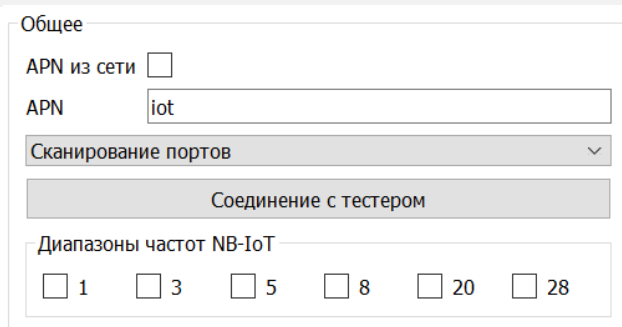 Общее
APN из сети
APN iot
Сканирование портов
Соединение с тестером
Диапазоны частот NB-IoT
1 3 5 8 20 28